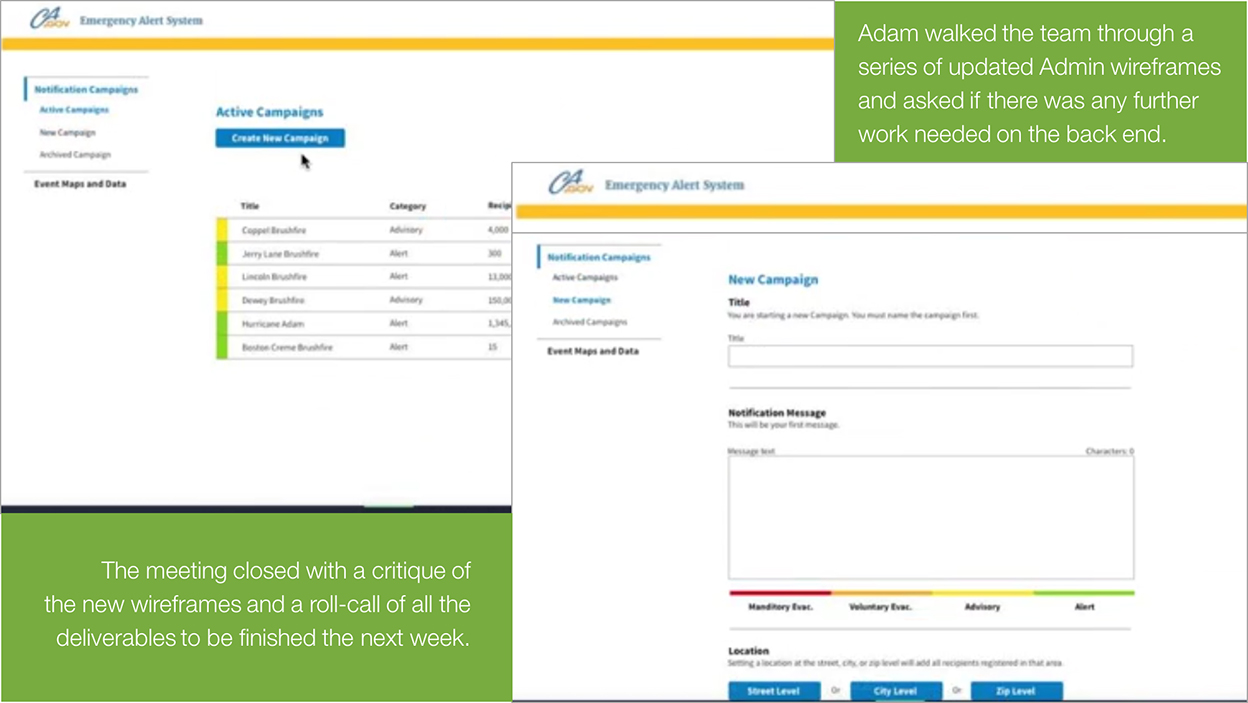 CA.GOV Emergency Alert System
Adam walked the team through a
series of updated Admin wireframes
and asked if there was any further
work needed on the back end.
Notification Campaigns
Active Campaigns
New Campaign
Archived Campaign
Event Maps and Data
Active Campaigns
Create New Campaign
Title Category Recip
Coppel Brushfire Advisory 4,000
Jerry Lane Brushfire Alert 300
Lincoln Brushfire Alert 13,000
Dewey Brushfire Advisory 150,00
Hurricane Adam Alert 1,345,
Boston Creme Brushfire Alert 15
CA.GOV Emergency Alert System
Notification Campaigns
Active Campaigns
New Campaign
Archived Campaigns
Event Maps and Data
New Campaign
Title
You are starting a new Campaign. You must name the campaign first.
Title
Notification Message
This will be your first message.
Message text Characters: 0
Manditory Evac. Voluntary Evac. Advisory Alert
Location
Setting a location at the street, city, or zip level will add all recipients registered in that area.
Street Level Or City Level Or Zip Level
The meeting closed with a critique of
the new wireframes and a roll-call of all the
deliverables to be finished the next week.